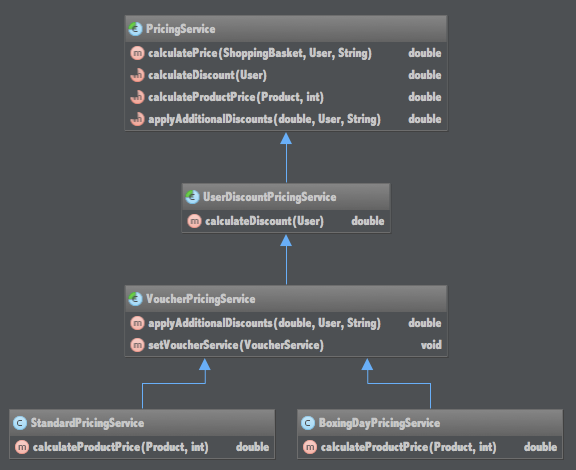 PricingService
calculatePrice(ShoppingBasket, User, String) double
calculateDiscount(User) double
calculateProductPrice(Product, int) double
applyAdditionalDiscounts(double, User, String) double
UserDiscountPricingService
calculateDiscount(User) double
VoucherPricingService
applyAdditionalDiscounts(double, User, String) double
setVoucherService(VoucherService) void
StandardPricingService
calculateProductPrice(Product, int) double
BoxingDayPricingService
calculateProductPrice(Product, int) double